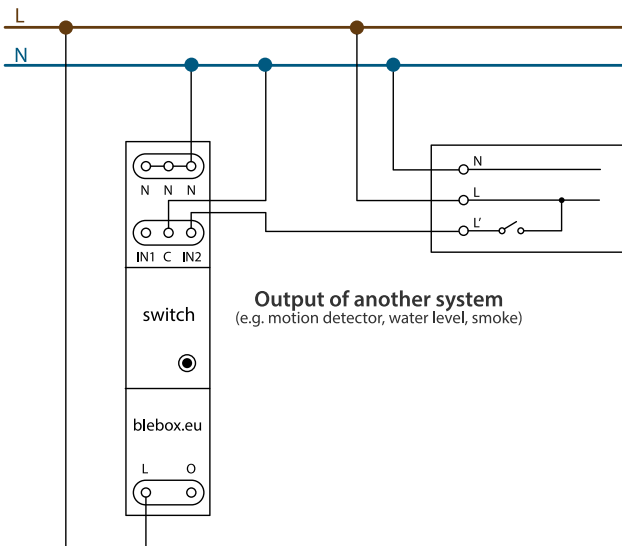 L
N
N N N
IN1 C IN2
switch
blebox.eu
L O
N
L
L'
Output of another system
(e.g. motion detector, water level, smoke)